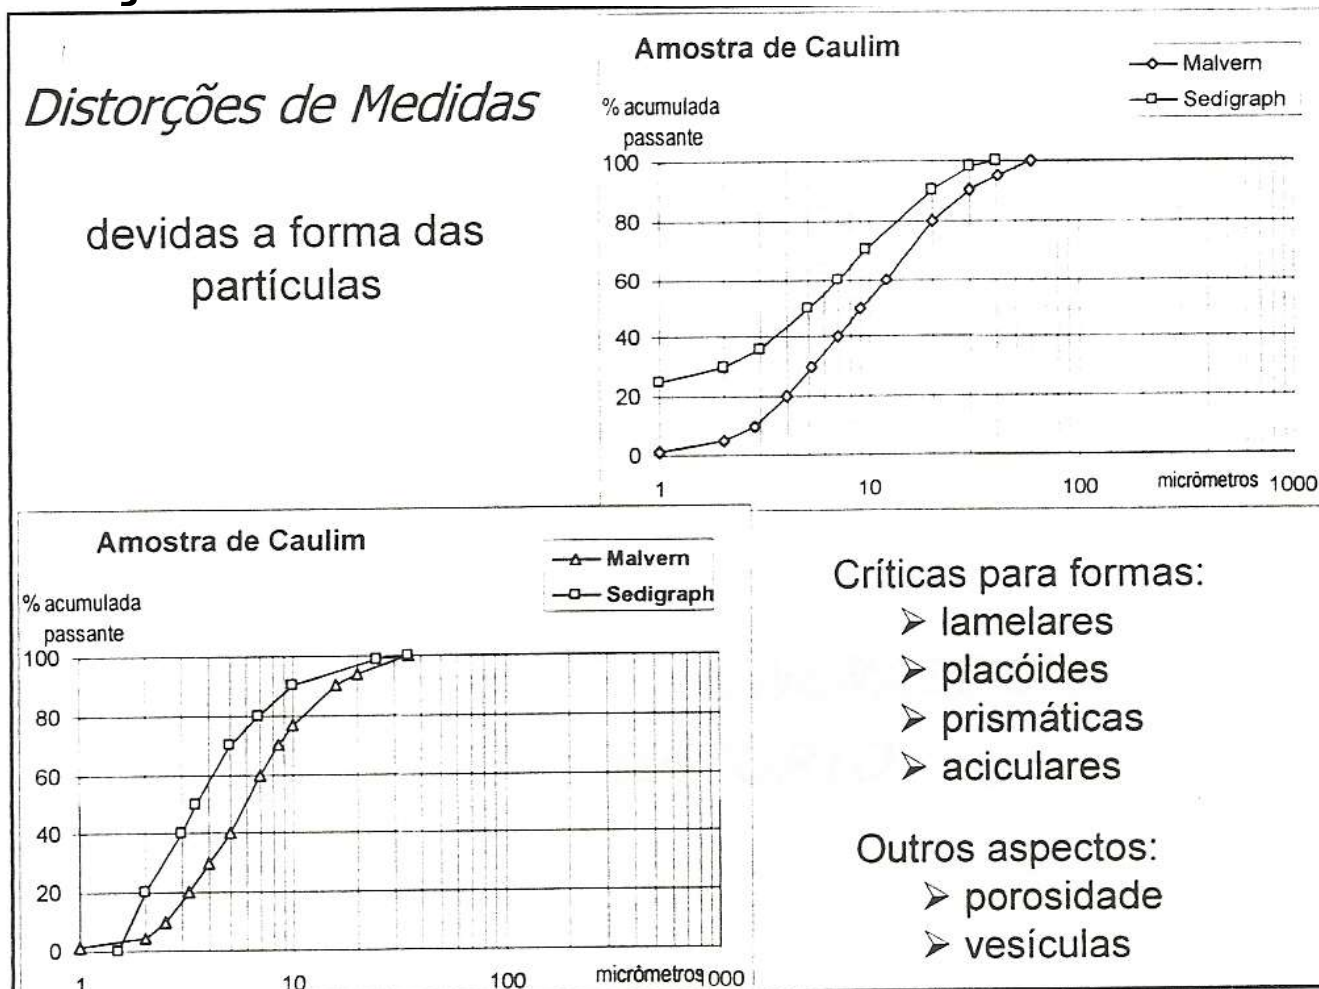 Distorções de Medidas
devidas a forma das
partículas
Amostra de Caulim
Malvern
Sedigraph
% acumulada
passante
100
80
60
40
20
0
1
10
100
micrômetros
1000
Amostra de Caulim
Malvern
Sedigraph
% acumulada
passante
100
80
60
40
20
0
1
10
100
micrômetros
1000
Críticas para formas:
➢ lamelares
➢ placóides
➢ prismáticas
➢ aciculares
Outros aspectos:
➢ porosidade
➢ vesículas